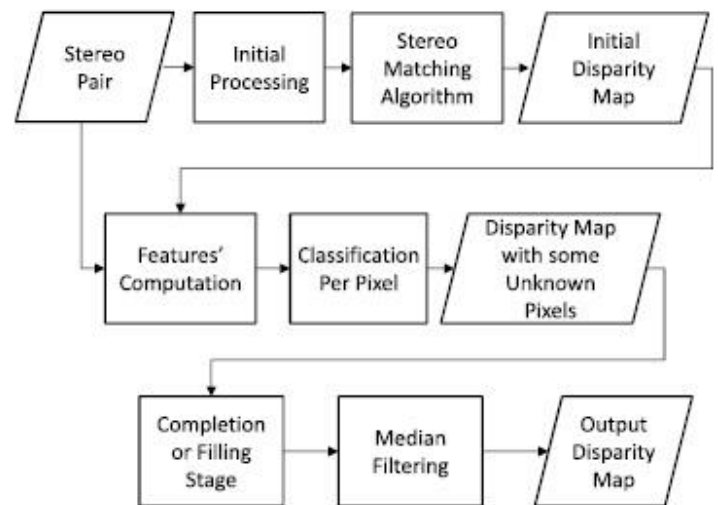 Stereo
Pair
Initial
Processing
Stereo
Matching
Algorithm
Initial
Disparity
Map
Features'
Computation
Classification
Per Pixel
Disparity Map
with some
Unknown
Pixels
Completion
or Filling
Stage
Median
Filtering
Output
Disparity
Map